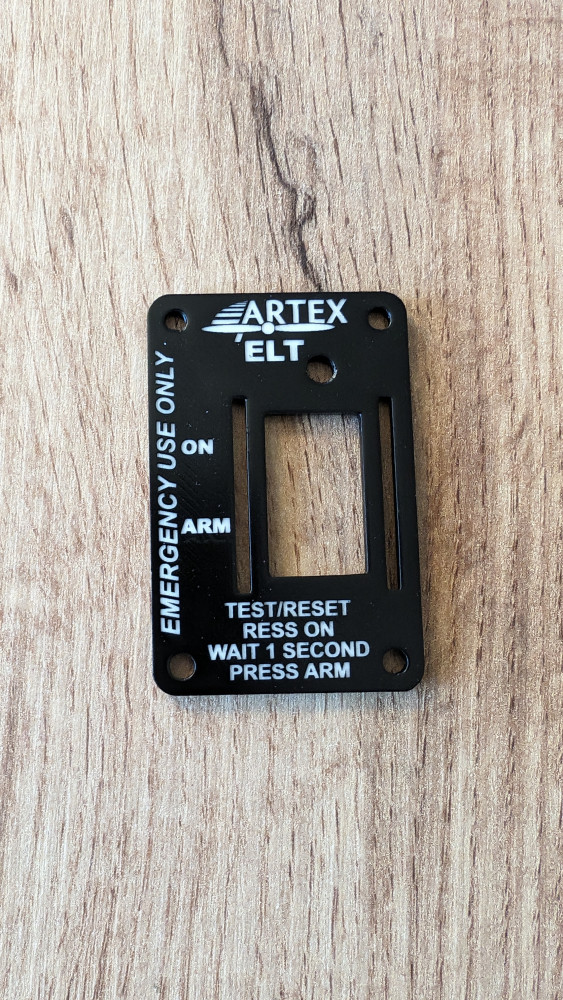 ARTEX
ELT
EMERGENCY USE ONLY
ON
ARM
TEST/RESET
RESS ON
WAIT 1 SECOND
PRESS ARM